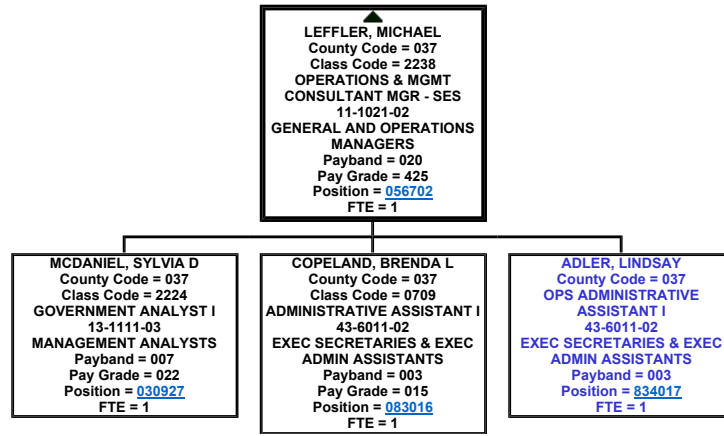 LEFFLER, MICHAEL
County Code = 037
Class Code = 2238
OPERATIONS & MGMT
CONSULTANT MGR - SES
11-1021-02
GENERAL AND OPERATIONS
MANAGERS
Payband = 020
Pay Grade = 425
Position = 056702
FTE = 1
MCDANIEL, SYLVIA D
County Code = 037
Class Code = 2224
GOVERNMENT ANALYST I
13-1111-03
MANAGEMENT ANALYSTS
Payband = 007
Pay Grade = 022
Position = 030927
FTE = 1
COPELAND, BRENDA L
County Code = 037
Class Code = 0709
ADMINISTRATIVE ASSISTANT I
43-6011-02
EXEC SECRETARIES & EXEC
ADMIN ASSISTANTS
Payband = 003
Pay Grade = 015
Position = 083016
FTE = 1
ADLER, LINDSAY
County Code = 037
OPS ADMINISTRATIVE
ASSISTANT I
43-6011-02
EXEC SECRETARIES & EXEC
ADMIN ASSISTANTS
Payband = 003
Position = 834017
FTE = 1